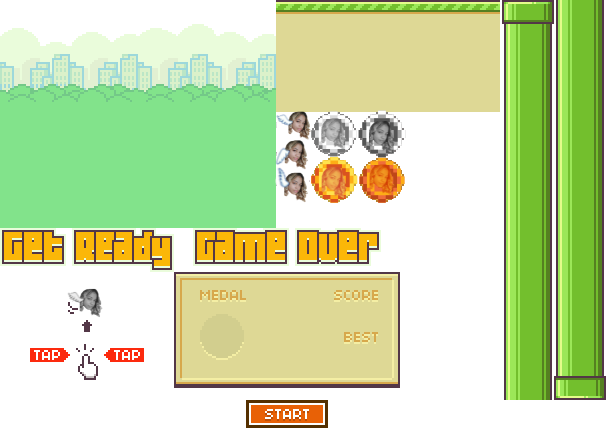 Get Ready
Game Over
MEDAL
SCORE
BEST
TAP
TAP
START